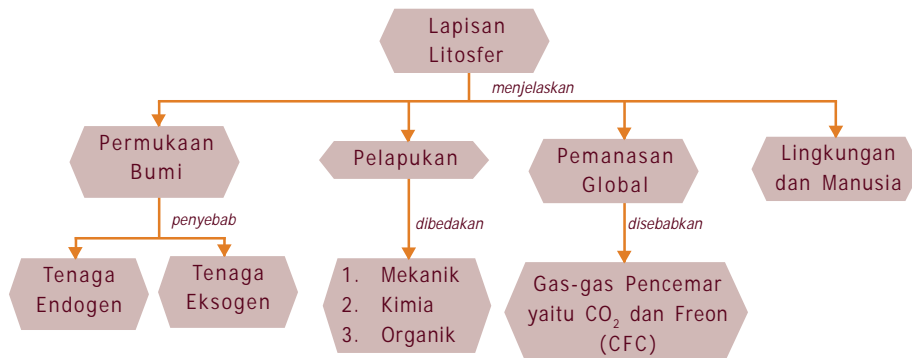 Lapisan
Litosfer
menjelaskan
Permukaan
Bumi
Pelapukan
Pemanasan
Global
Lingkungan
dan Manusia
penyebab
dibedakan
disebabkan
Tenaga
Endogen
Tenaga
Eksogen
1. Mekanik
2. Kimia
3. Organik
Gas-gas Pencemar
yaitu CO₂ dan Freon
(CFC)